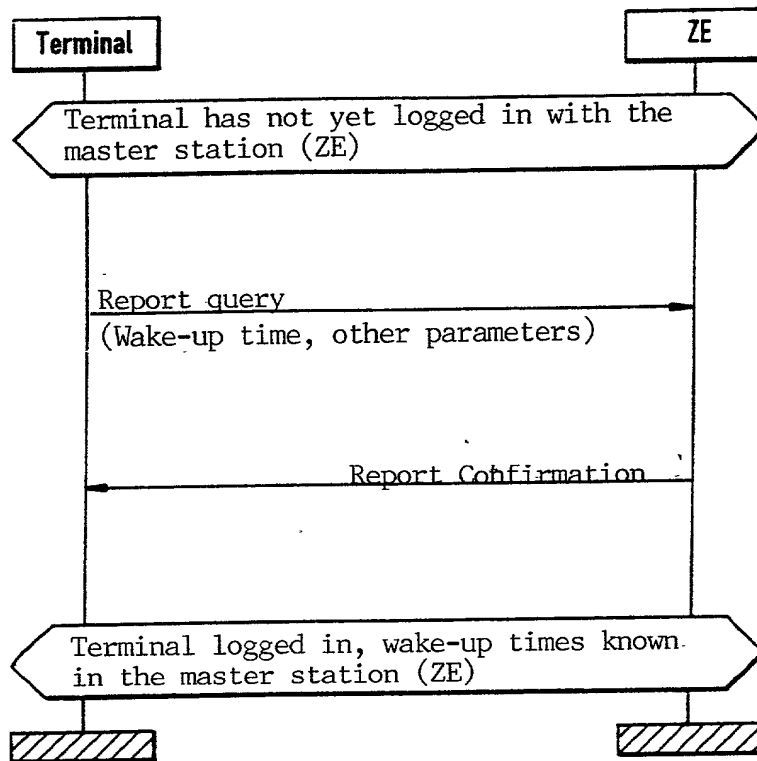 Terminal
ZE
Terminal has not yet logged in with the
master station (ZE)
Report query
(Wake-up time, other parameters)
Report Confirmation
Terminal logged in, wake-up times known
in the master station (ZE)